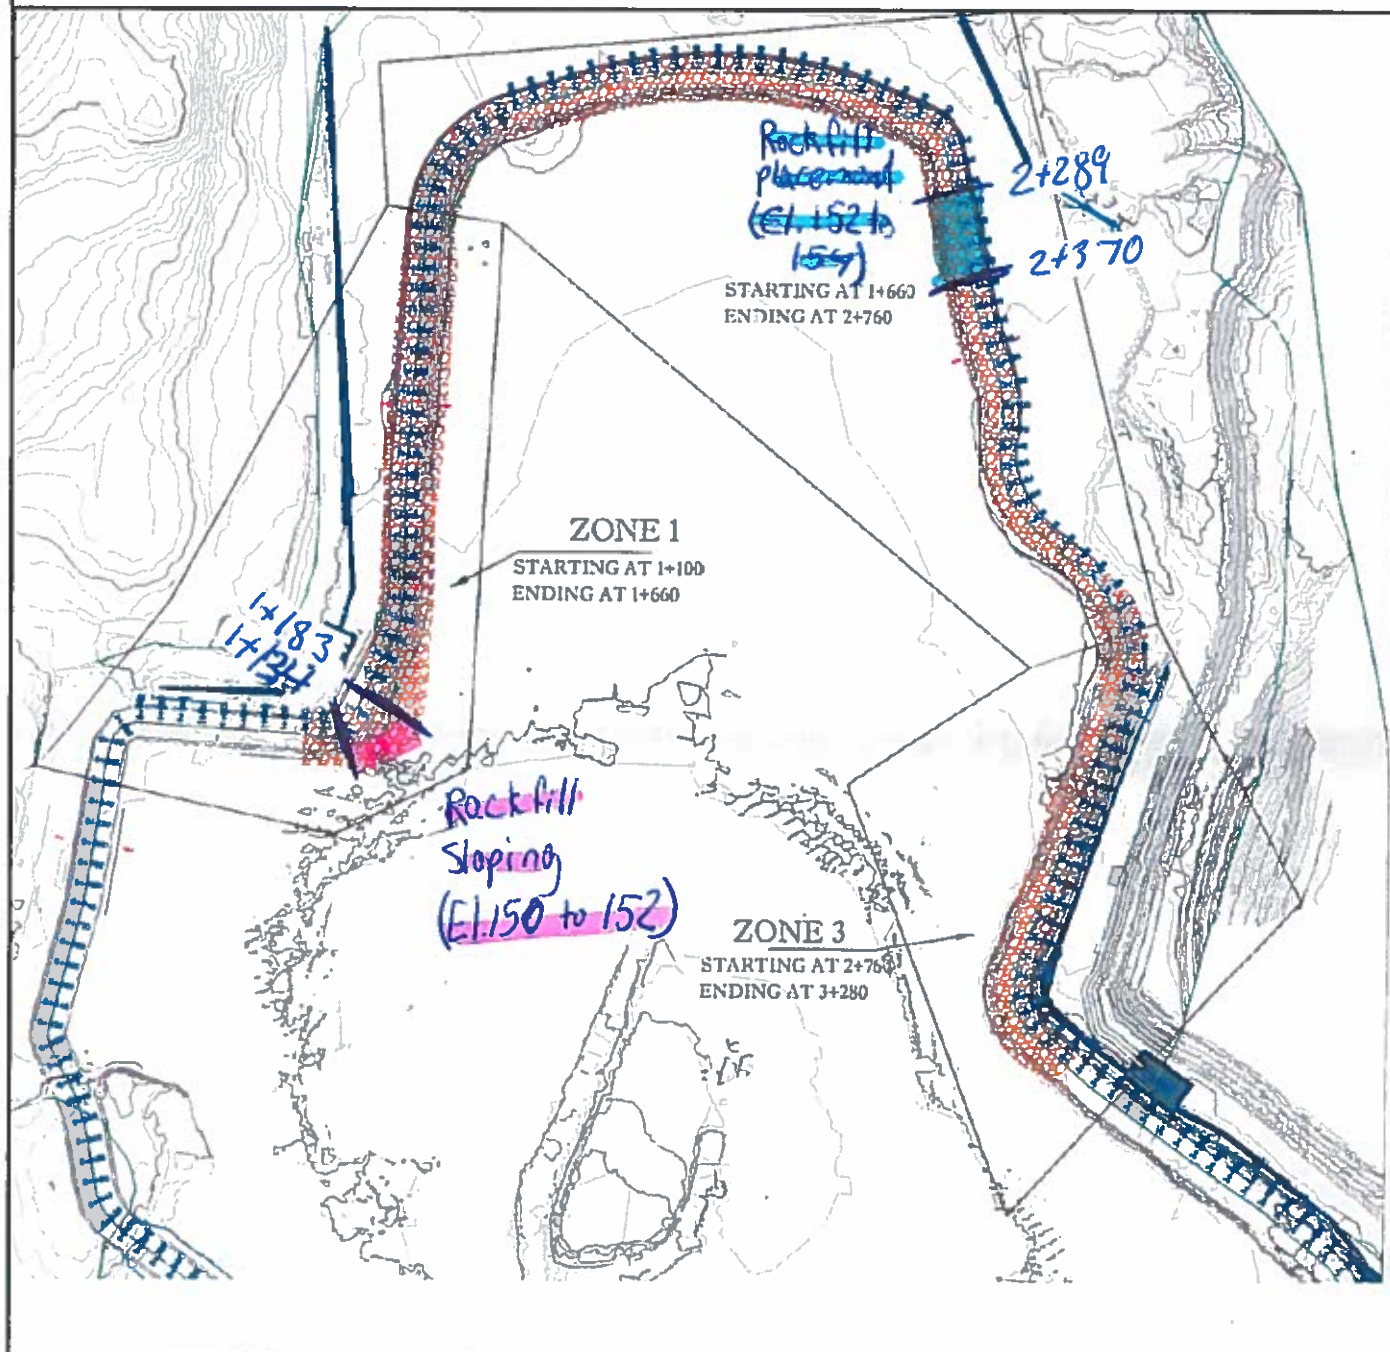 Rockfill
placement
(El. 152 to
154)
2+289
2+370
STARTING AT 1+660
ENDING AT 2+760
ZONE 1
STARTING AT 1+100
ENDING AT 1+660
1+183
1+134
Rockfill
Sloping
(El.150 to 152)
ZONE 3
STARTING AT 2+760
ENDING AT 3+280